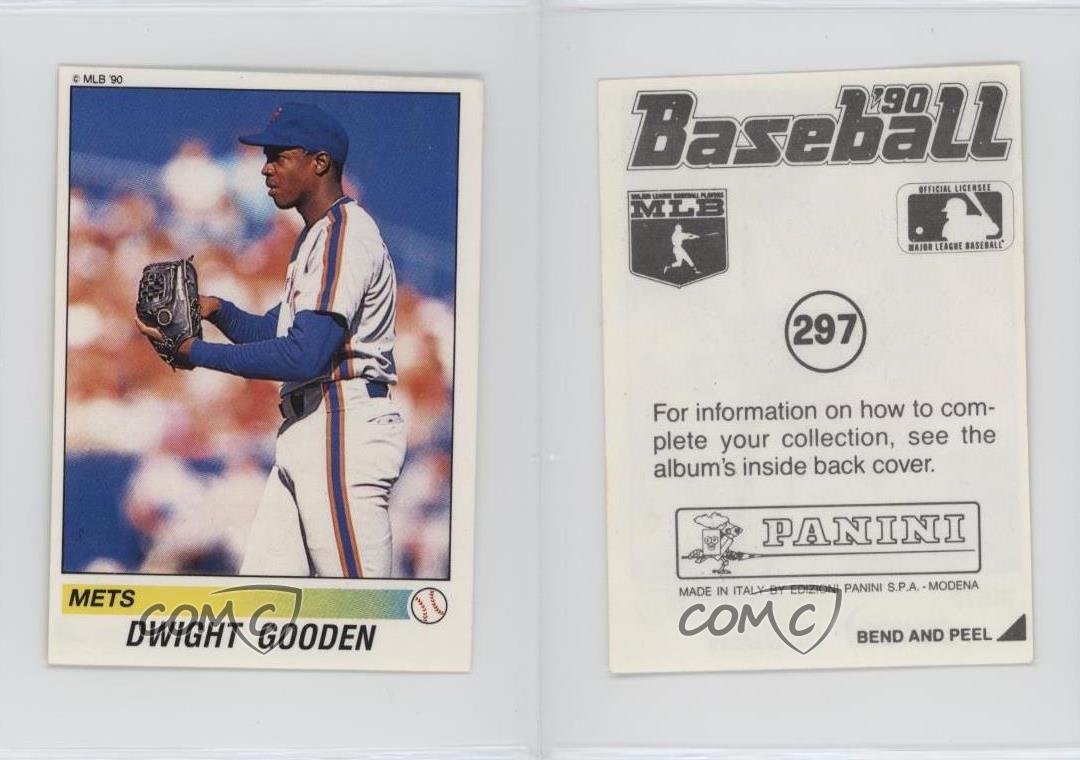 © MLB '90
METS
DWIGHT GOODEN
COMC
'90
Baseball
MAJOR LEAGUE BASEBALL PLAYERS
MLB
OFFICIAL LICENSEE
MAJOR LEAGUE BASEBALL
297
For information on how to com-
plete your collection, see the
album's inside back cover.
PANINI
MADE IN ITALY BY EDIZIONI PANINI S.P.A. - MODENA
COMC
BEND AND PEEL